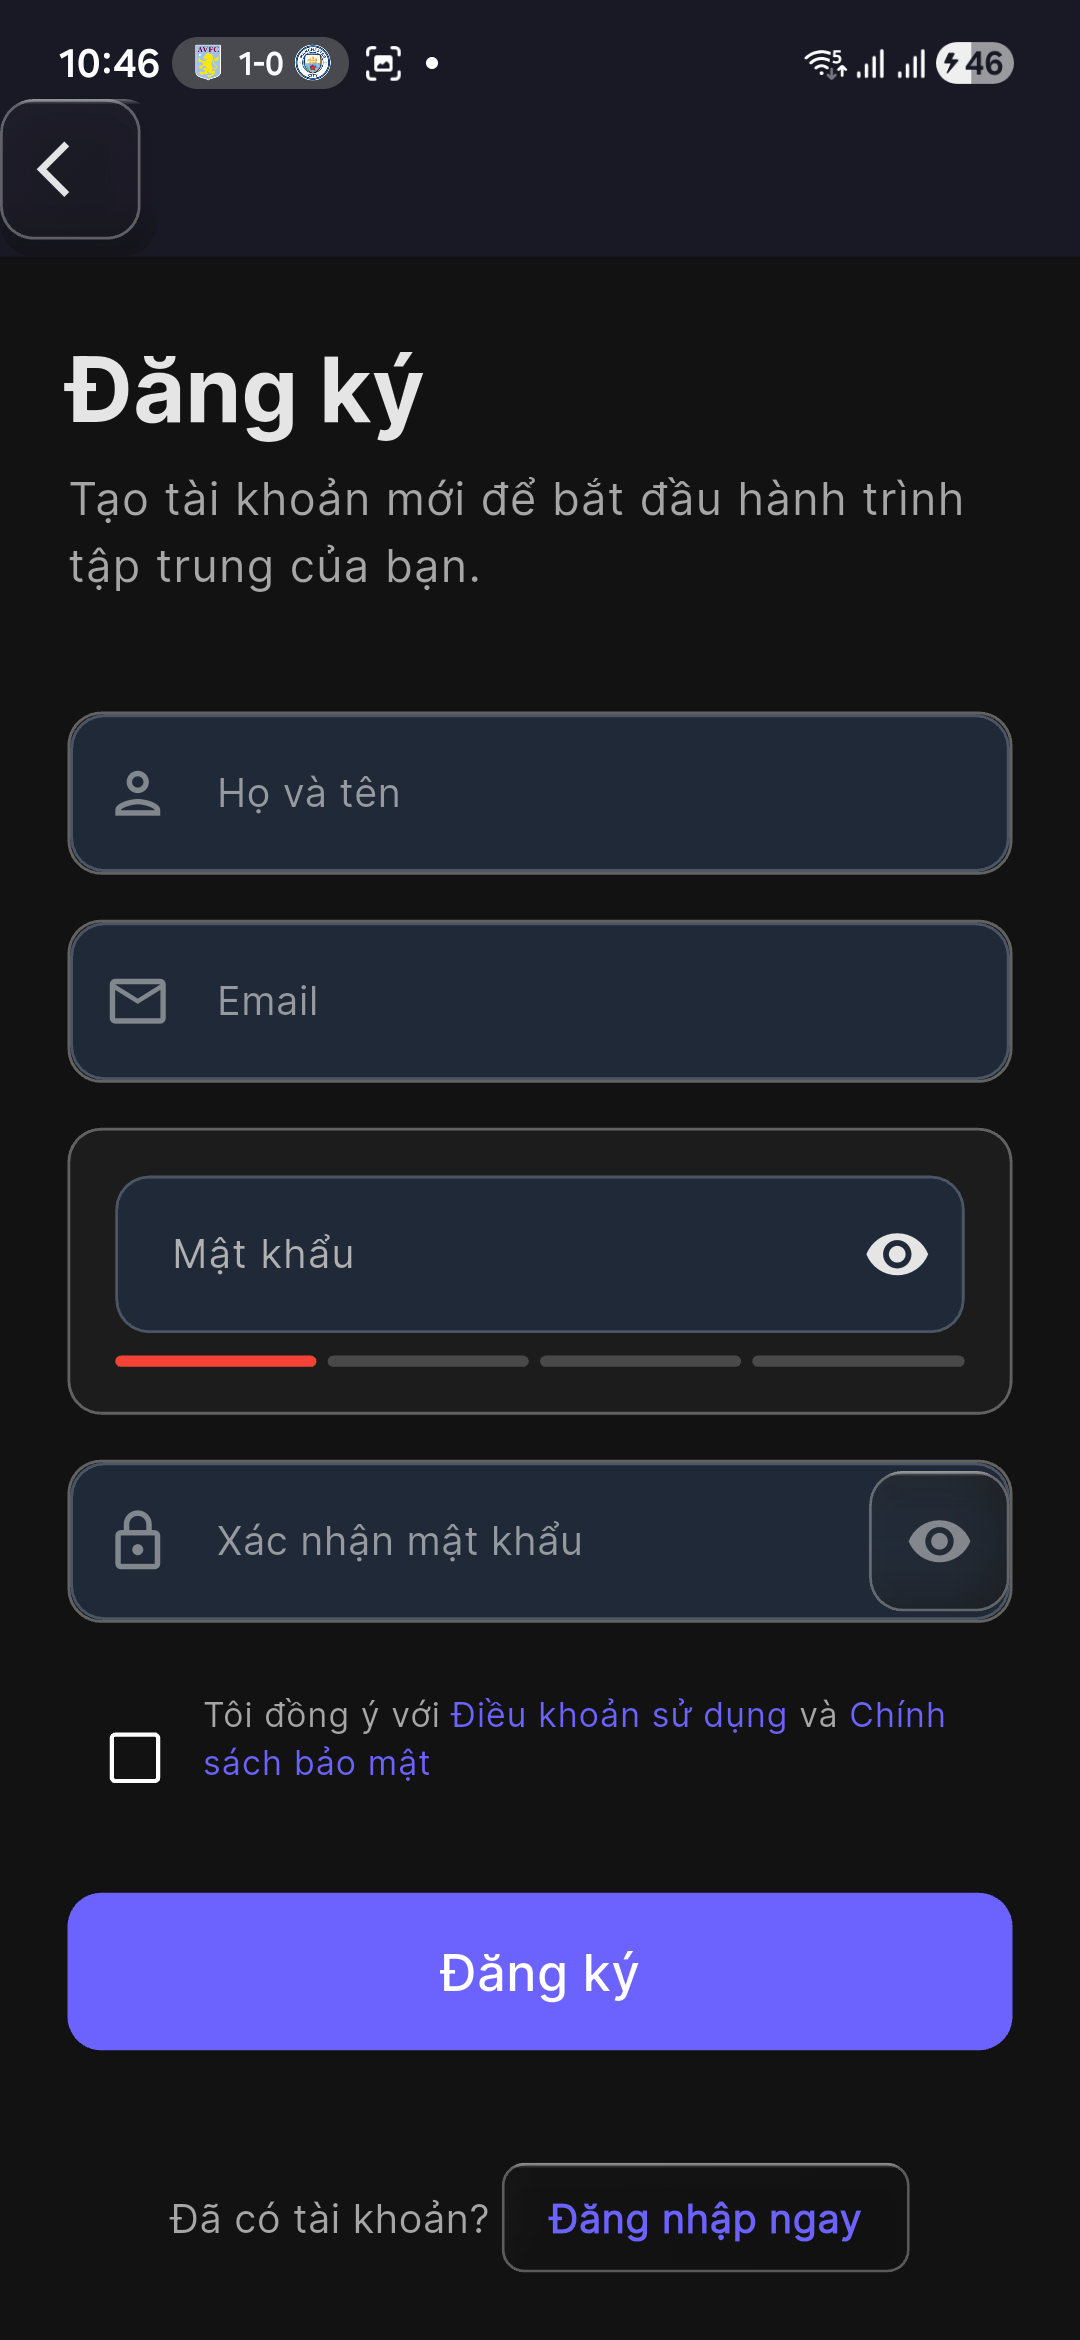 10:46 AVFC 1-0 5 46
Đăng ký
Tạo tài khoản mới để bắt đầu hành trình
tập trung của bạn.
Họ và tên
Email
Mật khẩu
Xác nhận mật khẩu
Tôi đồng ý với Điều khoản sử dụng và Chính
sách bảo mật
Đăng ký
Đã có tài khoản? Đăng nhập ngay